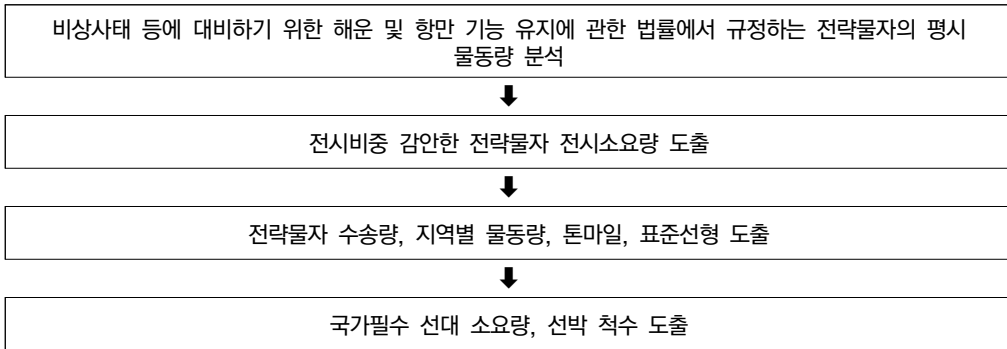 비상사태 등에 대비하기 위한 해운 및 항만 기능 유지에 관한 법률에서 규정하는 전략물자의 평시
물동량 분석
전시비중 감안한 전략물자 전시소요량 도출
전략물자 수송량, 지역별 물동량, 톤마일, 표준선형 도출
국가필수 선대 소요량, 선박 척수 도출